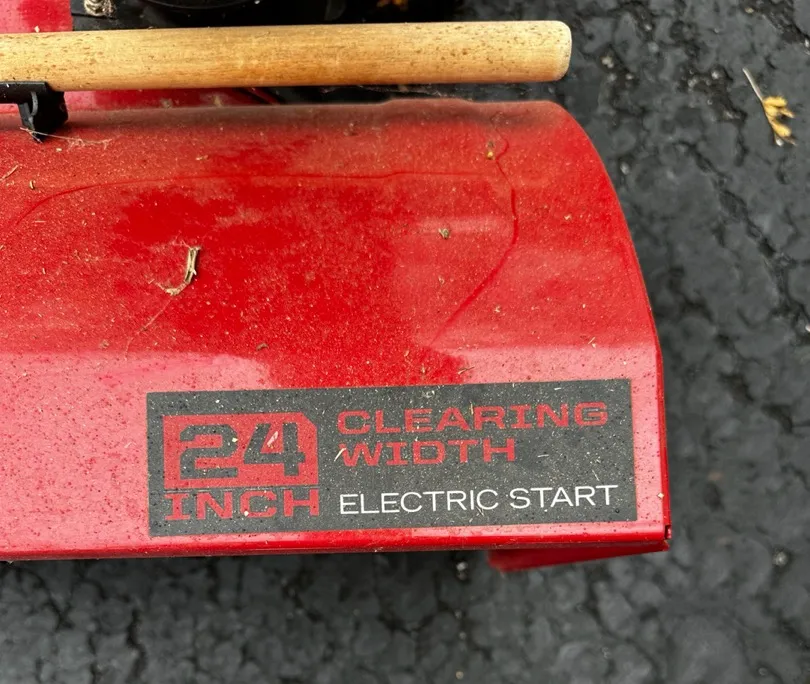 24
INCH
CLEARING
WIDTH
ELECTRIC START